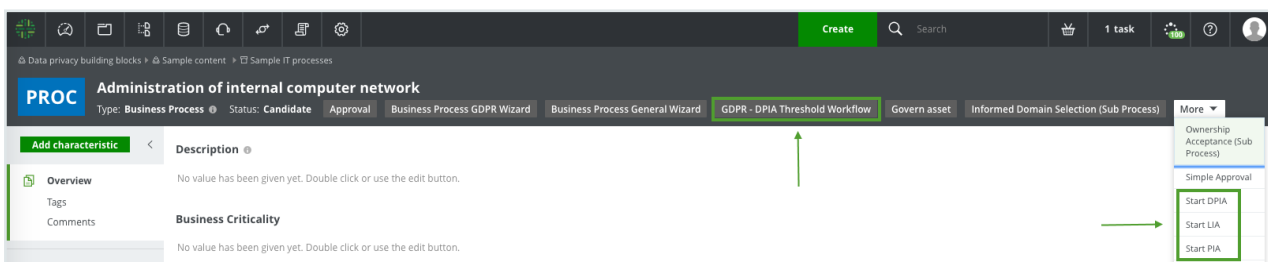 Create
Search
1 task
100
?
Data privacy building blocks Sample content Sample IT processes
PROC
Administration of internal computer network
Type: Business Process Status: Candidate Approval Business Process GDPR Wizard Business Process General Wizard GDPR - DPIA Threshold Workflow Govern asset Informed Domain Selection (Sub Process) More
Ownership
Acceptance (Sub
Process)
Simple Approval
Start DPIA
Start LIA
Start PIA
Add characteristic
Overview
Tags
Comments
Description
No value has been given yet. Double click or use the edit button.
Business Criticality
No value has been given yet. Double click or use the edit button.